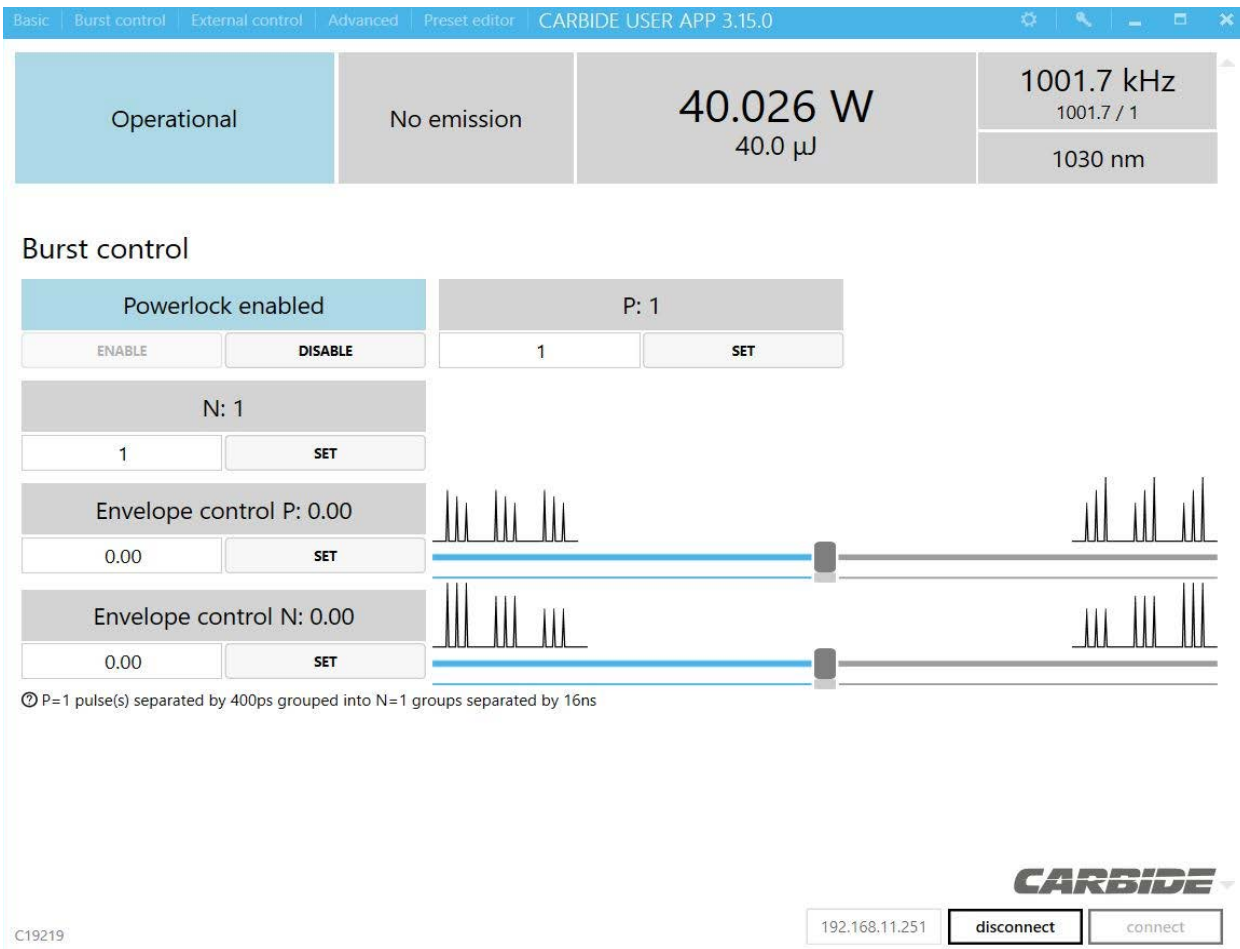 Basic Burst control External control Advanced Preset editor CARBIDE USER APP 3.15.0
Operational
No emission
40.026 W
40.0 µJ
1001.7 kHz
1001.7 / 1
1030 nm
Burst control
Powerlock enabled
ENABLE DISABLE
P: 1
1 SET
N: 1
1 SET
Envelope control P: 0.00
0.00 SET
Envelope control N: 0.00
0.00 SET
? P=1 pulse(s) separated by 400ps grouped into N=1 groups separated by 16ns
CARBIDE
C19219
192.168.11.251 disconnect connect